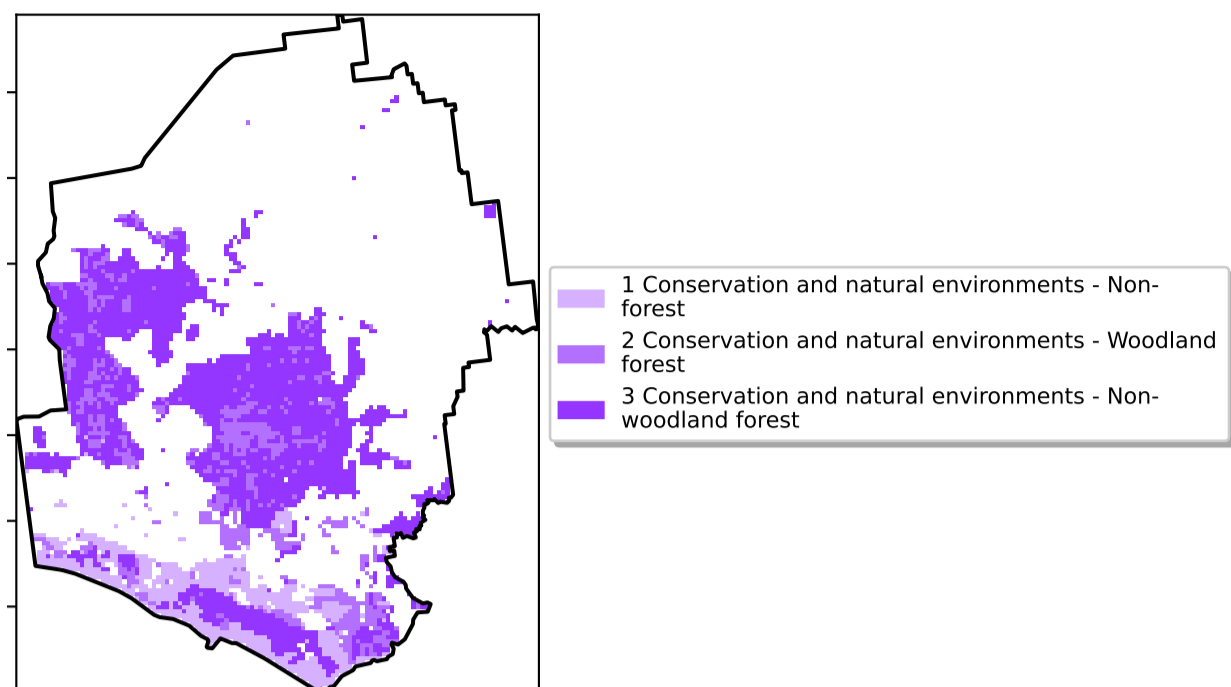 1 Conservation and natural environments - Non-
forest
2 Conservation and natural environments - Woodland
forest
3 Conservation and natural environments - Non-
woodland forest